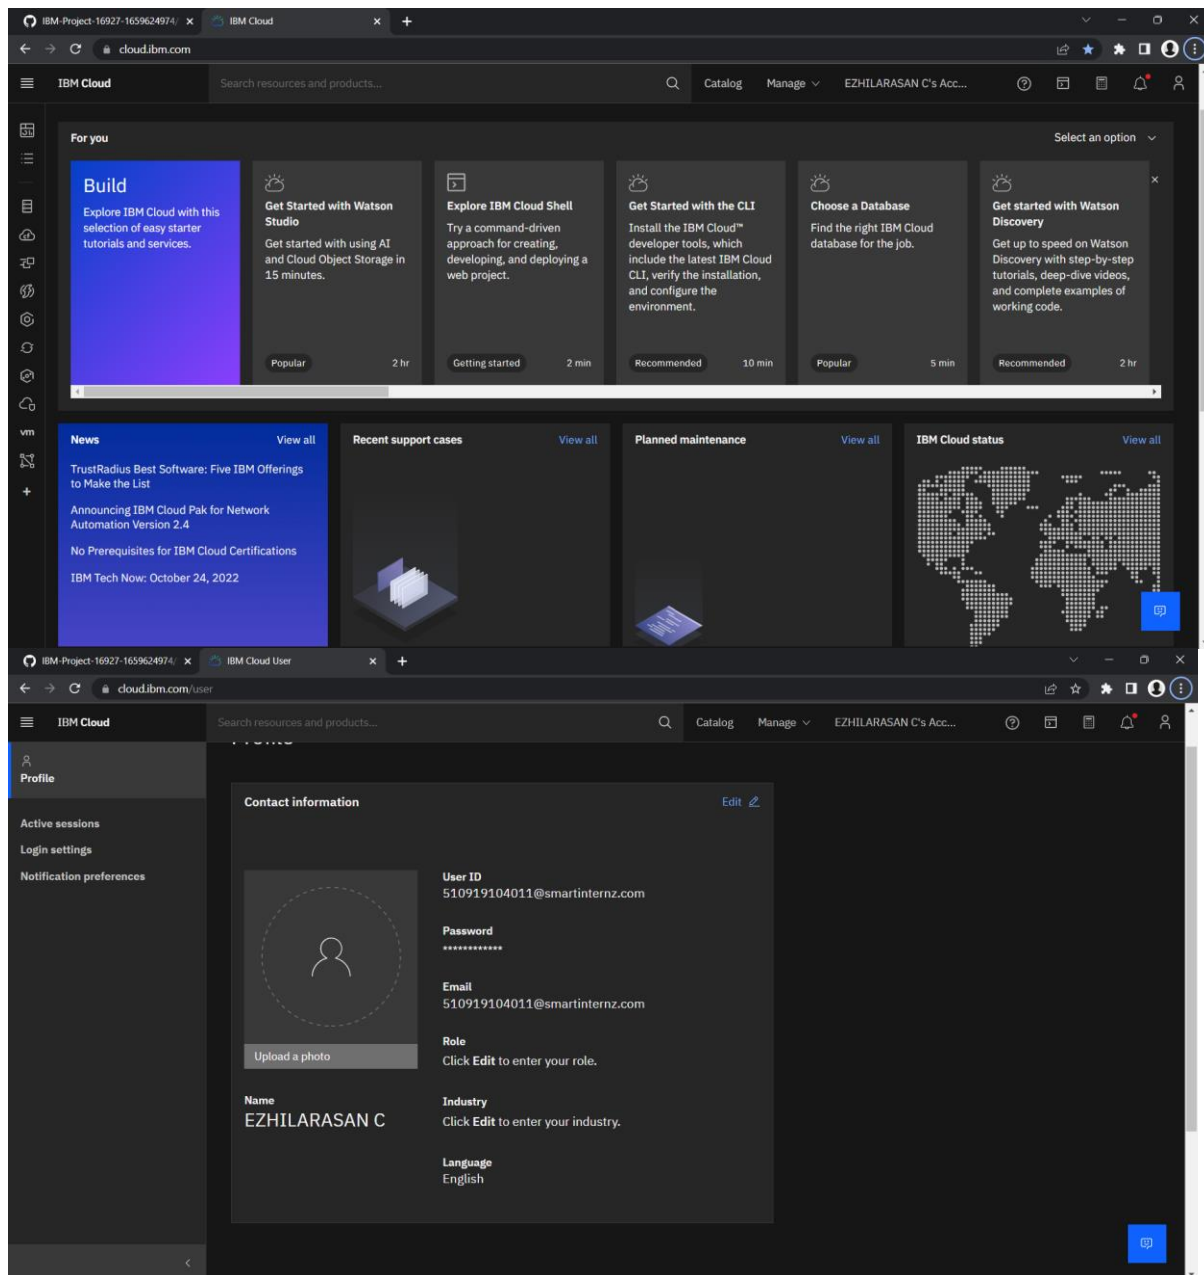 IBM-Project-16927-1659624974/
IBM Cloud
cloud.ibm.com
IBM Cloud
Search resources and products...
Catalog
Manage
EZHILARASAN C's Acc...
For you
Select an option
Build
Explore IBM Cloud with this
selection of easy starter
tutorials and services.
Get Started with Watson
Studio
Get started with using AI
and Cloud Object Storage in
15 minutes.
Popular
2 hr
Explore IBM Cloud Shell
Try a command-driven
approach for creating,
developing, and deploying a
web project.
Getting started
2 min
Get Started with the CLI
Install the IBM Cloud™
developer tools, which
include the latest IBM Cloud
CLI, verify the installation,
and configure the
environment.
Recommended
10 min
Choose a Database
Find the right IBM Cloud
database for the job.
Popular
5 min
Get started with Watson
Discovery
Get up to speed on Watson
Discovery with step-by-step
tutorials, deep-dive videos,
and complete examples of
working code.
Recommended
2 hr
vm
News
View all
TrustRadius Best Software: Five IBM Offerings
to Make the List
Announcing IBM Cloud Pak for Network
Automation Version 2.4
No Prerequisites for IBM Cloud Certifications
IBM Tech Now: October 24, 2022
Recent support cases
View all
Planned maintenance
View all
IBM Cloud status
View all
IBM-Project-16927-1659624974/
IBM Cloud User
cloud.ibm.com/user
IBM Cloud
Search resources and products...
Catalog
Manage
EZHILARASAN C's Acc...
Profile
Active sessions
Login settings
Notification preferences
Profile
Contact information
Edit
Upload a photo
Name
EZHILARASAN C
User ID
510919104011@smartinternz.com
Password
************
Email
510919104011@smartinternz.com
Role
Click Edit to enter your role.
Industry
Click Edit to enter your industry.
Language
English